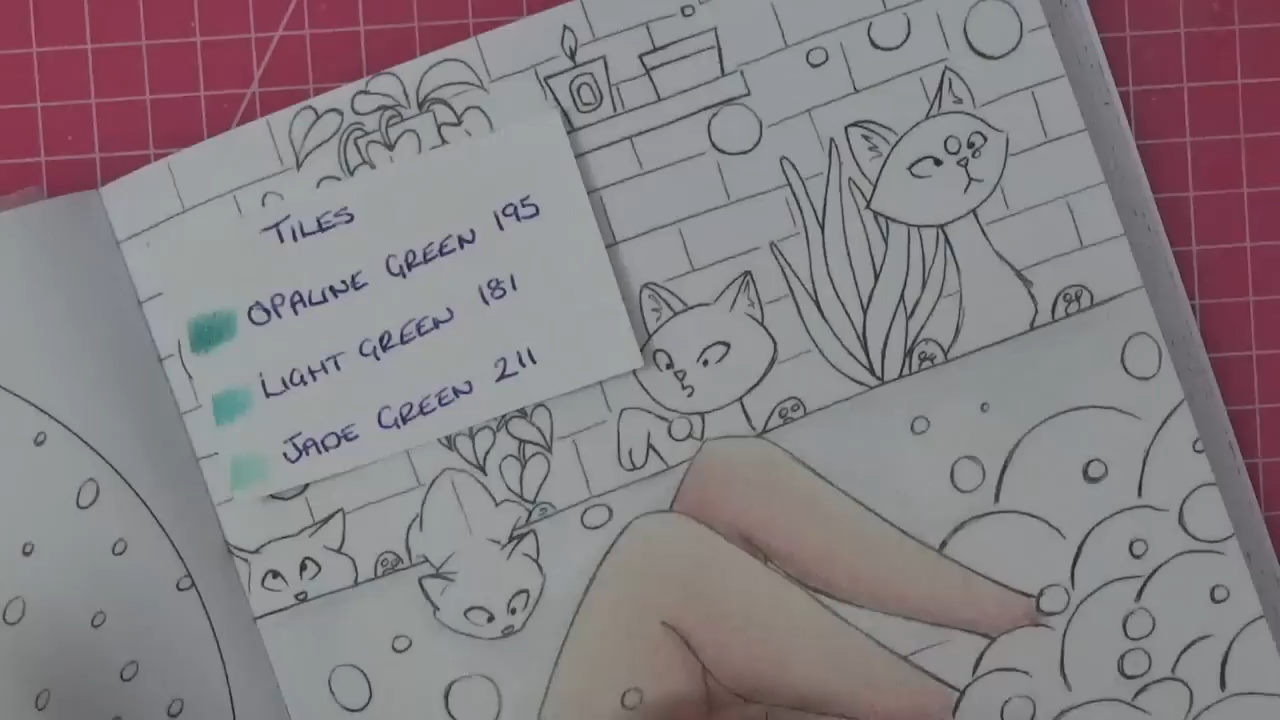 TILES
OPALINE GREEN 195
LIGHT GREEN 181
JADE GREEN 211